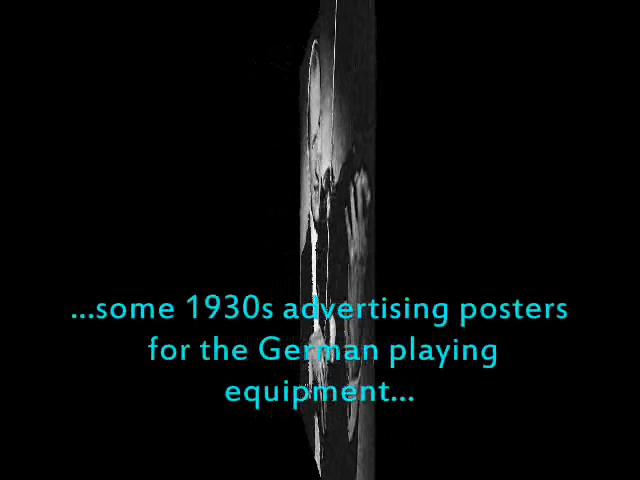 ...some 1930s advertising posters
for the German playing
equipment...